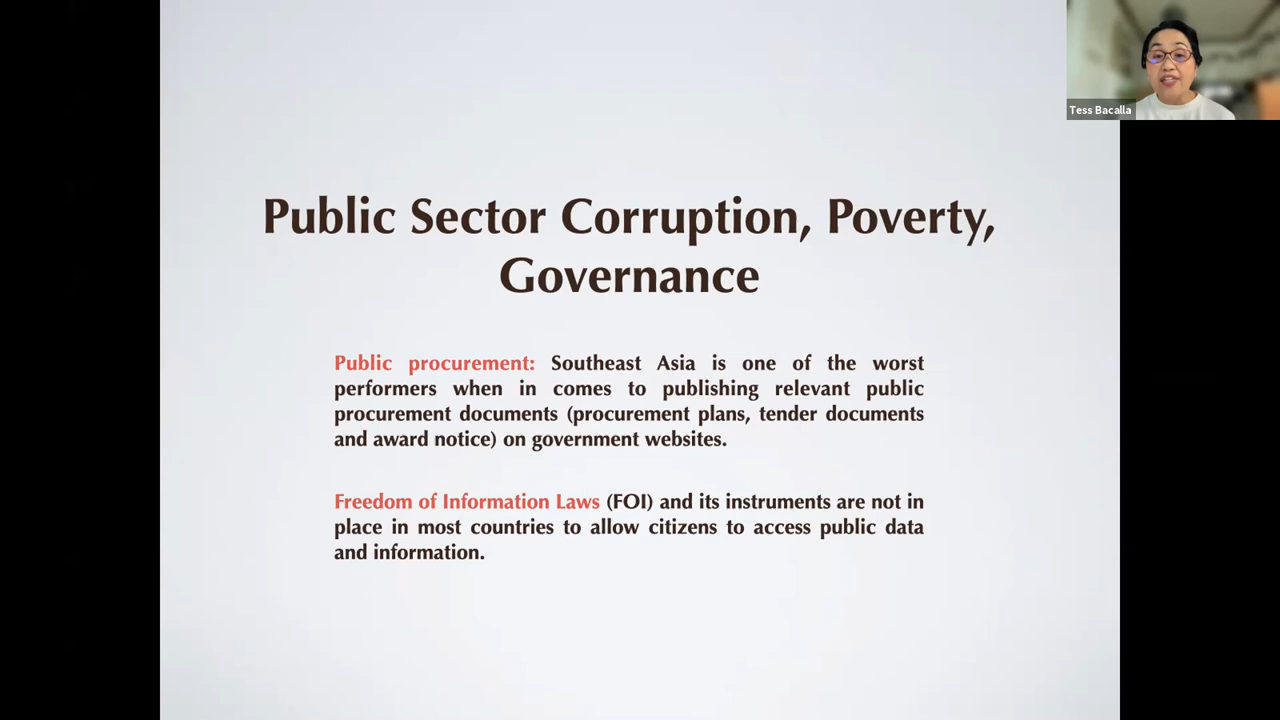 Tess Bacalla
Public Sector Corruption, Poverty,
Governance
Public procurement: Southeast Asia is one of the worst
performers when in comes to publishing relevant public
procurement documents (procurement plans, tender documents
and award notice) on government websites.
Freedom of Information Laws (FOI) and its instruments are not in
place in most countries to allow citizens to access public data
and information.